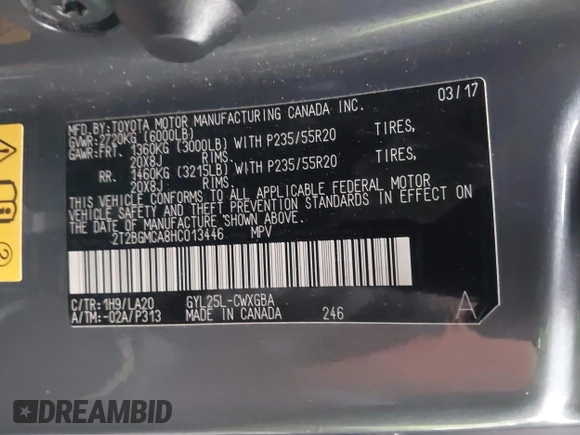 MFD.BY:TOYOTA MOTOR MANUFACTURING CANADA INC. 03/17
GVWR:2720KG (6000LB)
GAWR:FRT. 1360KG (3000LB) WITH P235/55R20 TIRES,
20X8J RIMS.
RR. 1460KG (3215LB) WITH P235/55R20 TIRES,
20X8J RIMS.
THIS VEHICLE CONFORMS TO ALL APPLICABLE FEDERAL MOTOR
VEHICLE SAFETY AND THEFT PREVENTION STANDARDS IN EFFECT ON
THE DATE OF MANUFACTURE SHOWN ABOVE.
2T2BGMCA8HC013446 MPV
C/TR:1H9/LA20 GYL25L-CWXGBA
A/TM:-02A/P313 MADE IN CANADA 246 A
2
DREAMBID